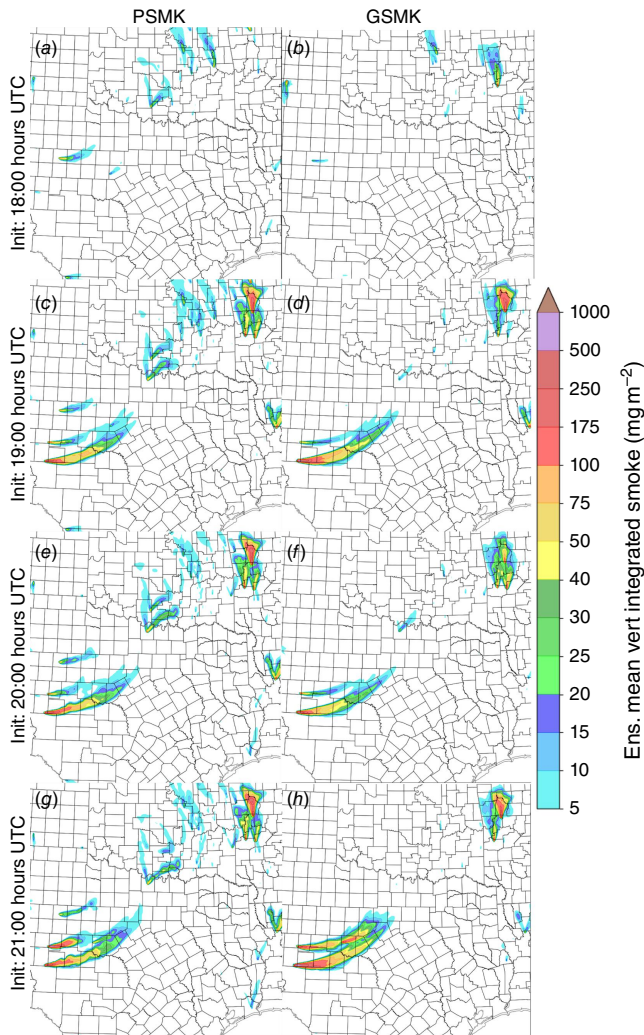 PSMK
GSMK
(a)
(b)
Init: 18:00 hours UTC
(c)
(d)
Init: 19:00 hours UTC
(e)
(f)
Init: 20:00 hours UTC
(g)
(h)
Init: 21:00 hours UTC
1000
500
250
175
100
75
50
40
30
25
20
15
10
5
Ens. mean vert integrated smoke (mgm−2)